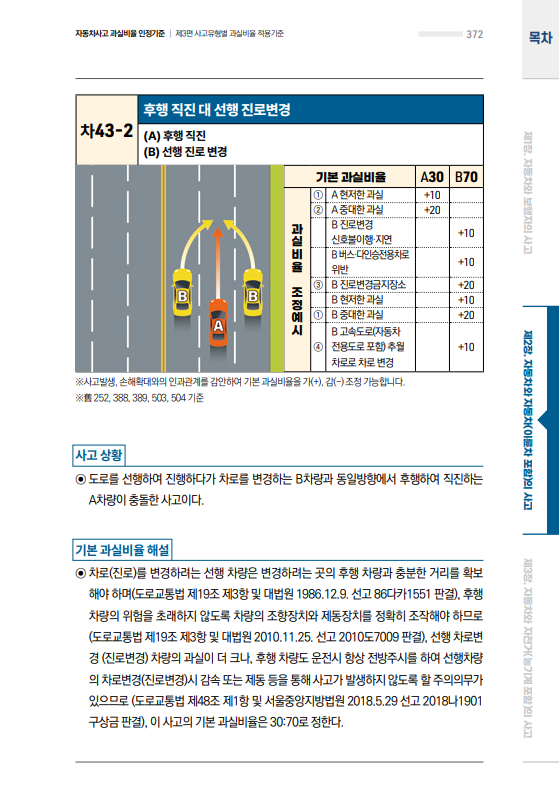 자동차사고 과실비율 인정기준 | 제3편 사고유형별 과실비율 적용기준
372
목차
차43-2
후행 직진 대 선행 진로변경
(A) 후행 직진
(B) 선행 진로 변경
기본 과실비율 A30 B70
과실비율 조정예시
① A 현저한 과실 +10
② A 중대한 과실 +20
B 진로변경
신호불이행·지연 +10
B 버스·다인승전용차로
위반 +10
③ B 진로변경금지장소 +20
B 현저한 과실 +10
① B 중대한 과실 +20
B 고속도로(자동차
④ 전용도로 포함) 추월 +10
차로로 차로 변경
B
B
A
※사고발생, 손해확대와의 인과관계를 감안하여 기본 과실비율을 가(+), 감(-) 조정 가능합니다.
※舊 252, 388, 389, 503, 504 기준
사고 상황
◉ 도로를 선행하여 진행하다가 차로를 변경하는 B차량과 동일방향에서 후행하여 직진하는
A차량이 충돌한 사고이다.
기본 과실비율 해설
◉ 차로(진로)를 변경하려는 선행 차량은 변경하려는 곳의 후행 차량과 충분한 거리를 확보
해야 하며(도로교통법 제19조 제3항 및 대법원 1986.12.9. 선고 86다카1551 판결), 후행
차량의 위험을 초래하지 않도록 차량의 조향장치와 제동장치를 정확히 조작해야 하므로
(도로교통법 제19조 제3항 및 대법원 2010.11.25. 선고 2010도7009 판결), 선행 차로변
경 (진로변경) 차량의 과실이 더 크나, 후행 차량도 운전시 항상 전방주시를 하여 선행차량
의 차로변경(진로변경)시 감속 또는 제동 등을 통해 사고가 발생하지 않도록 할 주의의무가
있으므로 (도로교통법 제48조 제1항 및 서울중앙지방법원 2018.5.29 선고 2018나1901
구상금 판결), 이 사고의 기본 과실비율은 30:70로 정한다.
제1장. 자동차와 보행자의 사고
제2장. 자동차와 자동차(이륜차 포함)의 사고
제3장. 자동차와 자전거(농기계 포함)의 사고